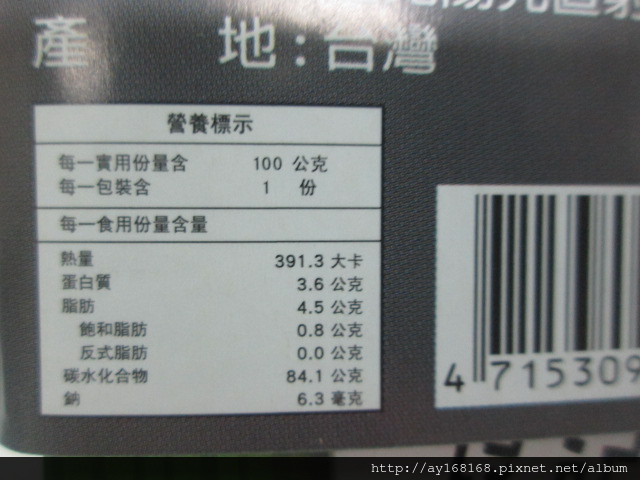 產 地:台灣
營養標示
每一實用份量含 100 公克
每一包裝含 1 份
每一食用份量含量
熱量 391.3 大卡
蛋白質 3.6 公克
脂肪 4.5 公克
飽和脂肪 0.8 公克
反式脂肪 0.0 公克
碳水化合物 84.1 公克
鈉 6.3 毫克
4 715309
http://ay168168.pixnet.net/album